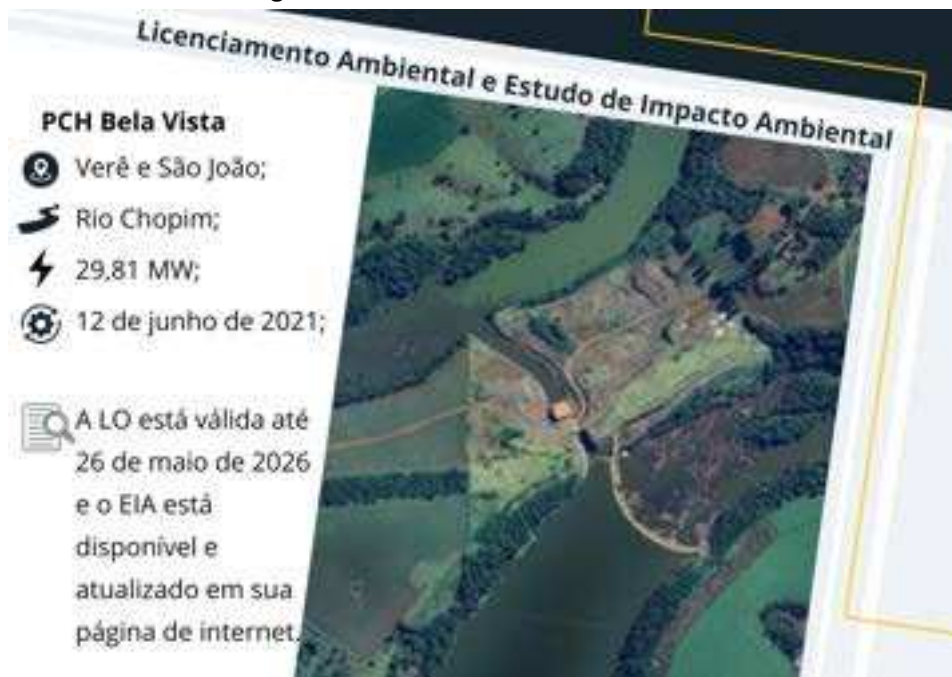 Licenciamento Ambiental e Estudo de Impacto Ambiental
PCH Bela Vista
Verê e São João;
Rio Chopim;
29,81 MW;
12 de junho de 2021;
A LO está válida até
26 de maio de 2026
e o EIA está
disponível e
atualizado em sua
página de internet.